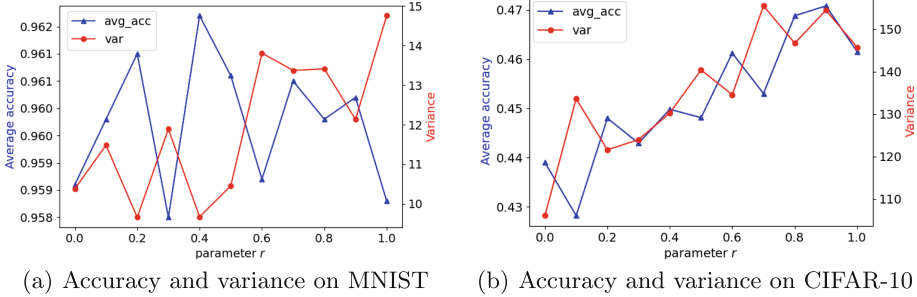 avg_acc
var
0.962
0.961
0.961
0.960
0.960
0.959
0.959
0.958
Average accuracy
15
14
13
12
11
10
Variance
0.0 0.2 0.4 0.6 0.8 1.0
parameter r
(a) Accuracy and variance on MNIST
avg_acc
var
0.47
0.46
0.45
0.44
0.43
Average accuracy
150
140
130
120
110
Variance
0.0 0.2 0.4 0.6 0.8 1.0
parameter r
(b) Accuracy and variance on CIFAR-10